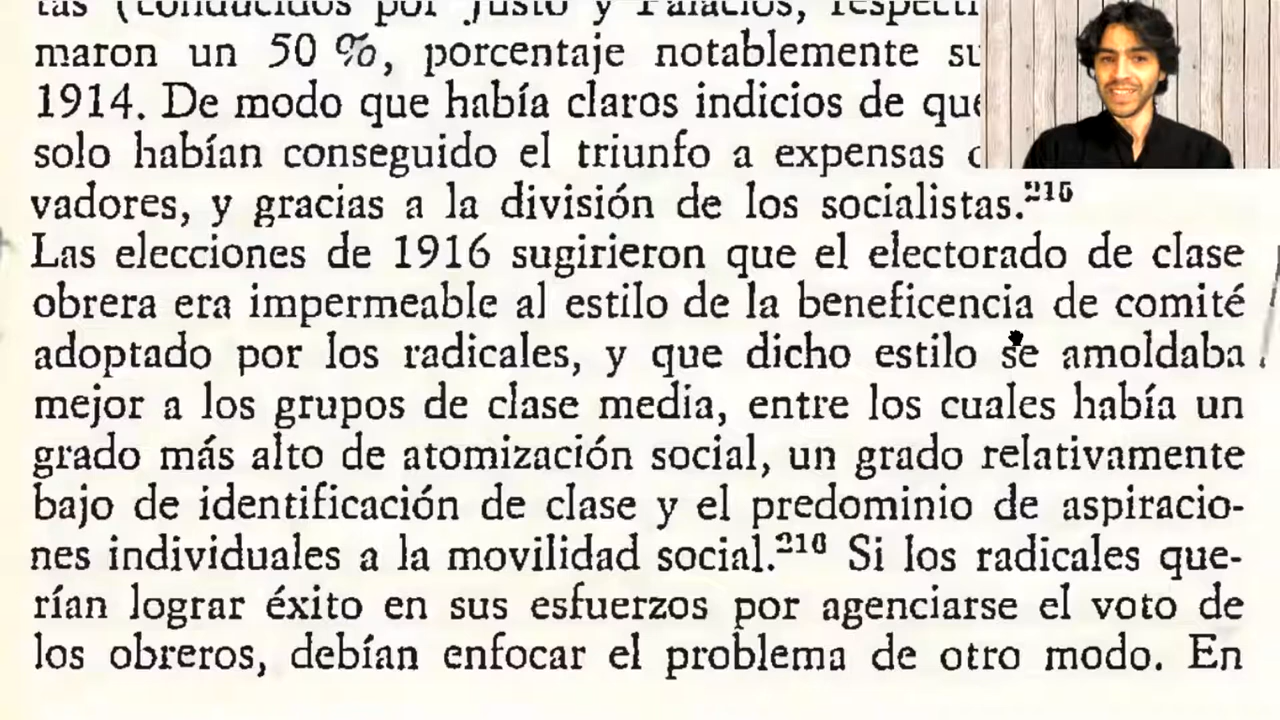 tas (conducidos por Justo y Palacios,
maron un 50 %, porcentaje notablemente
1914. De modo que había claros indicios de que
solo habían conseguido el triunfo a expensas
vadores, y gracias a la división de los socialistas.²¹⁵
Las elecciones de 1916 sugirieron que el electorado de clase
obrera era impermeable al estilo de la beneficencia de comité
adoptado por los radicales, y que dicho estilo se amoldaba
mejor a los grupos de clase media, entre los cuales había un
grado más alto de atomización social, un grado relativamente
bajo de identificación de clase y el predominio de aspiracio-
nes individuales a la movilidad social.²¹⁶ Si los radicales que-
rían lograr éxito en sus esfuerzos por agenciarse el voto de
los obreros, debían enfocar el problema de otro modo. En